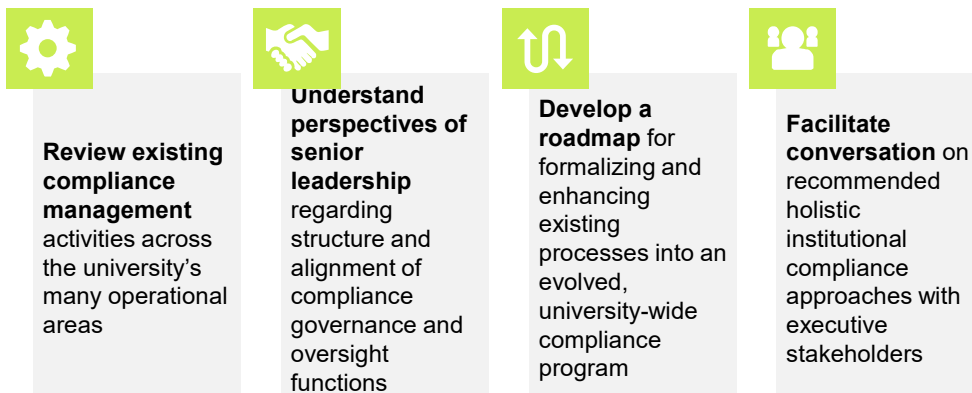 Review existing
compliance
management
activities across
the university's
many operational
areas
Understand
perspectives of
senior
leadership
regarding
structure and
alignment of
compliance
governance and
oversight
functions
Develop a
roadmap for
formalizing and
enhancing
existing
processes into an
evolved,
university-wide
compliance
program
Facilitate
conversation on
recommended
holistic
institutional
compliance
approaches with
executive
stakeholders